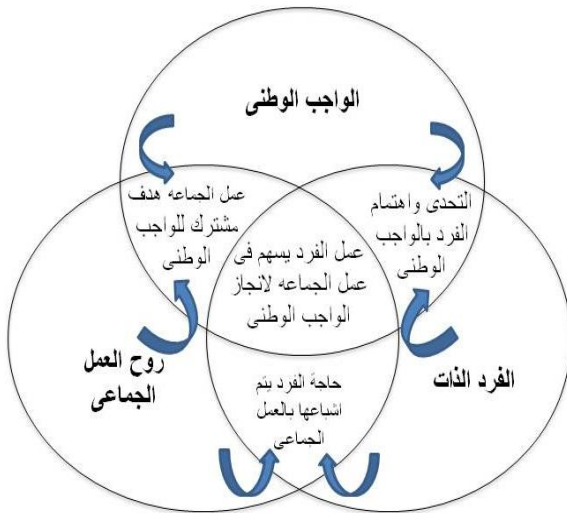 الواجب الوطنى
التحدى واهتمام
الفرد بالواجب
الوطنى
عمل الجماعه هدف
مشترك للواجب
الوطنى
عمل الفرد يسهم فى
عمل الجماعه لانجاز
الواجب الوطنى
الفرد الذات
روح العمل
الجماعى
حاجة الفرد يتم
اشباعها بالعمل
الجماعى